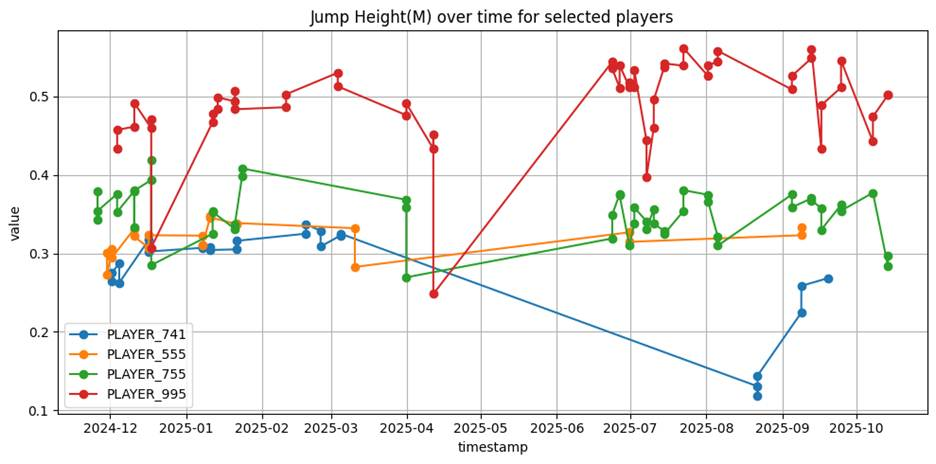 Jump Height(M) over time for selected players
value
0.5
0.4
0.3
0.2
0.1
PLAYER_741
PLAYER_555
PLAYER_755
PLAYER_995
2024-12 2025-01 2025-02 2025-03 2025-04 2025-05 2025-06 2025-07 2025-08 2025-09 2025-10
timestamp